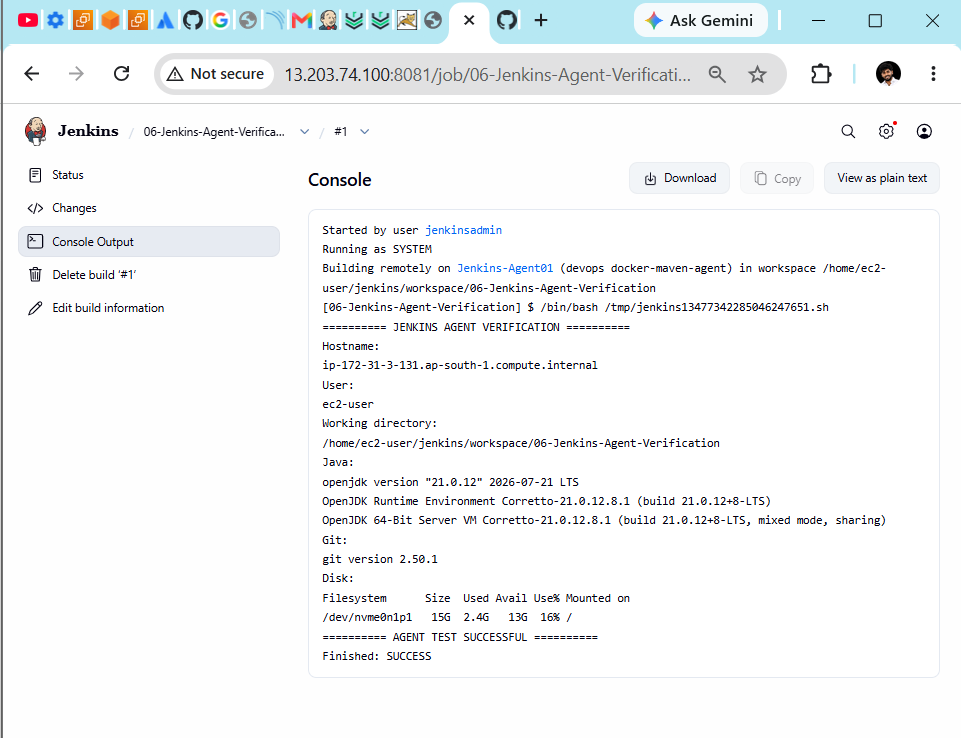 Ask Gemini
Not secure
13.203.74.100:8081/job/06-Jenkins-Agent-Verificati...
Jenkins / 06-Jenkins-Agent-Verifica... / #1
Status
Changes
Console Output
Delete build ‘#1’
Edit build information
Console
Download
Copy
View as plain text
Started by user jenkinsadmin
Running as SYSTEM
Building remotely on Jenkins-Agent01 (devops docker-maven-agent) in workspace /home/ec2-
user/jenkins/workspace/06-Jenkins-Agent-Verification
[06-Jenkins-Agent-Verification] $ /bin/bash /tmp/jenkins13477342285046247651.sh
========== JENKINS AGENT VERIFICATION ==========
Hostname:
ip-172-31-3-131.ap-south-1.compute.internal
User:
ec2-user
Working directory:
/home/ec2-user/jenkins/workspace/06-Jenkins-Agent-Verification
Java:
openjdk version "21.0.12" 2026-07-21 LTS
OpenJDK Runtime Environment Corretto-21.0.12.8.1 (build 21.0.12+8-LTS)
OpenJDK 64-Bit Server VM Corretto-21.0.12.8.1 (build 21.0.12+8-LTS, mixed mode, sharing)
Git:
git version 2.50.1
Disk:
Filesystem      Size  Used Avail Use% Mounted on
/dev/nvme0n1p1   15G  2.4G   13G  16% /
========== AGENT TEST SUCCESSFUL ==========
Finished: SUCCESS